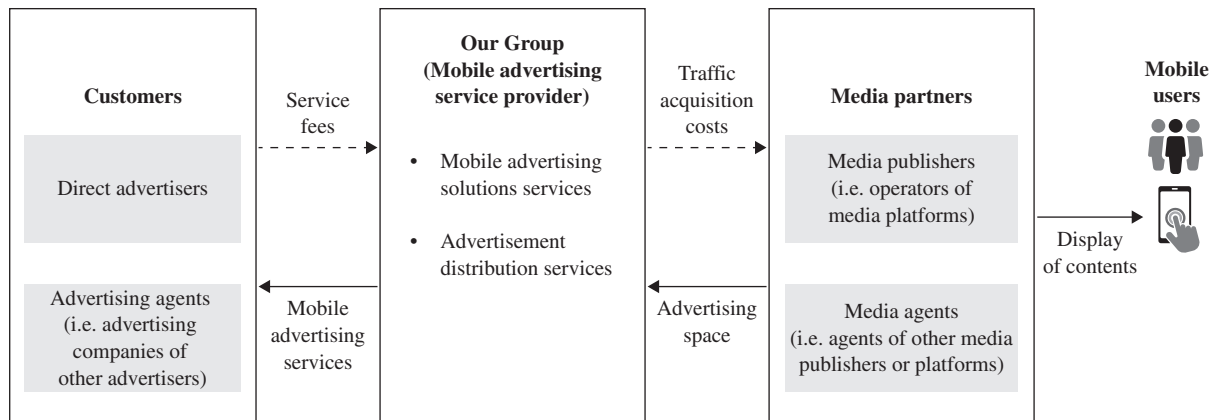 Customers
Direct advertisers
Advertising agents
(i.e. advertising
companies of
other advertisers)
Service
fees
Mobile
advertising
services
Our Group
(Mobile advertising
service provider)
• Mobile advertising
solutions services
• Advertisement
distribution services
Traffic
acquisition
costs
Advertising
space
Media partners
Media publishers
(i.e. operators of
media platforms)
Media agents
(i.e. agents of other media
publishers or platforms)
Display
of contents
Mobile
users